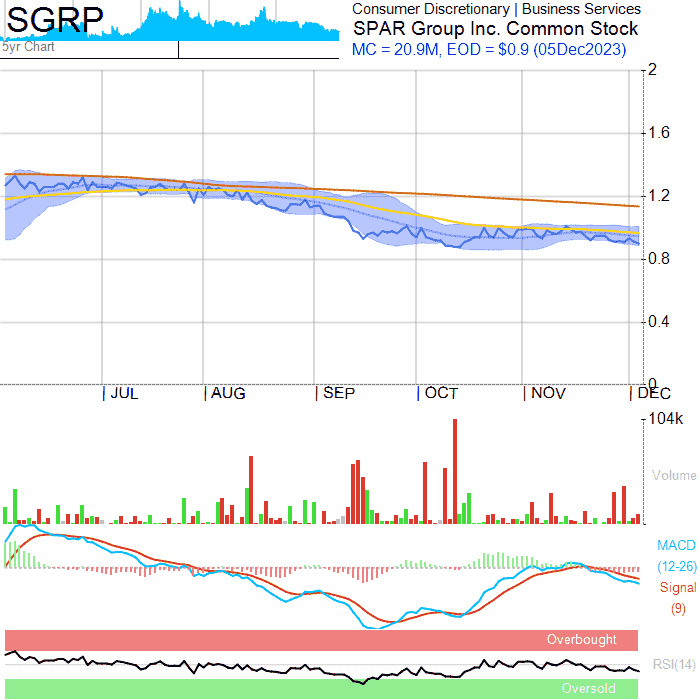 SGRP
5yr Chart
Consumer Discretionary | Business Services
SPAR Group Inc. Common Stock
MC = 20.9M, EOD = $0.9 (05Dec2023)
2
1.6
1.2
0.8
0.4
0
JUL AUG SEP OCT NOV DEC
104k
Volume
MACD
(12-26)
Signal
(9)
Overbought
RSI(14)
Oversold